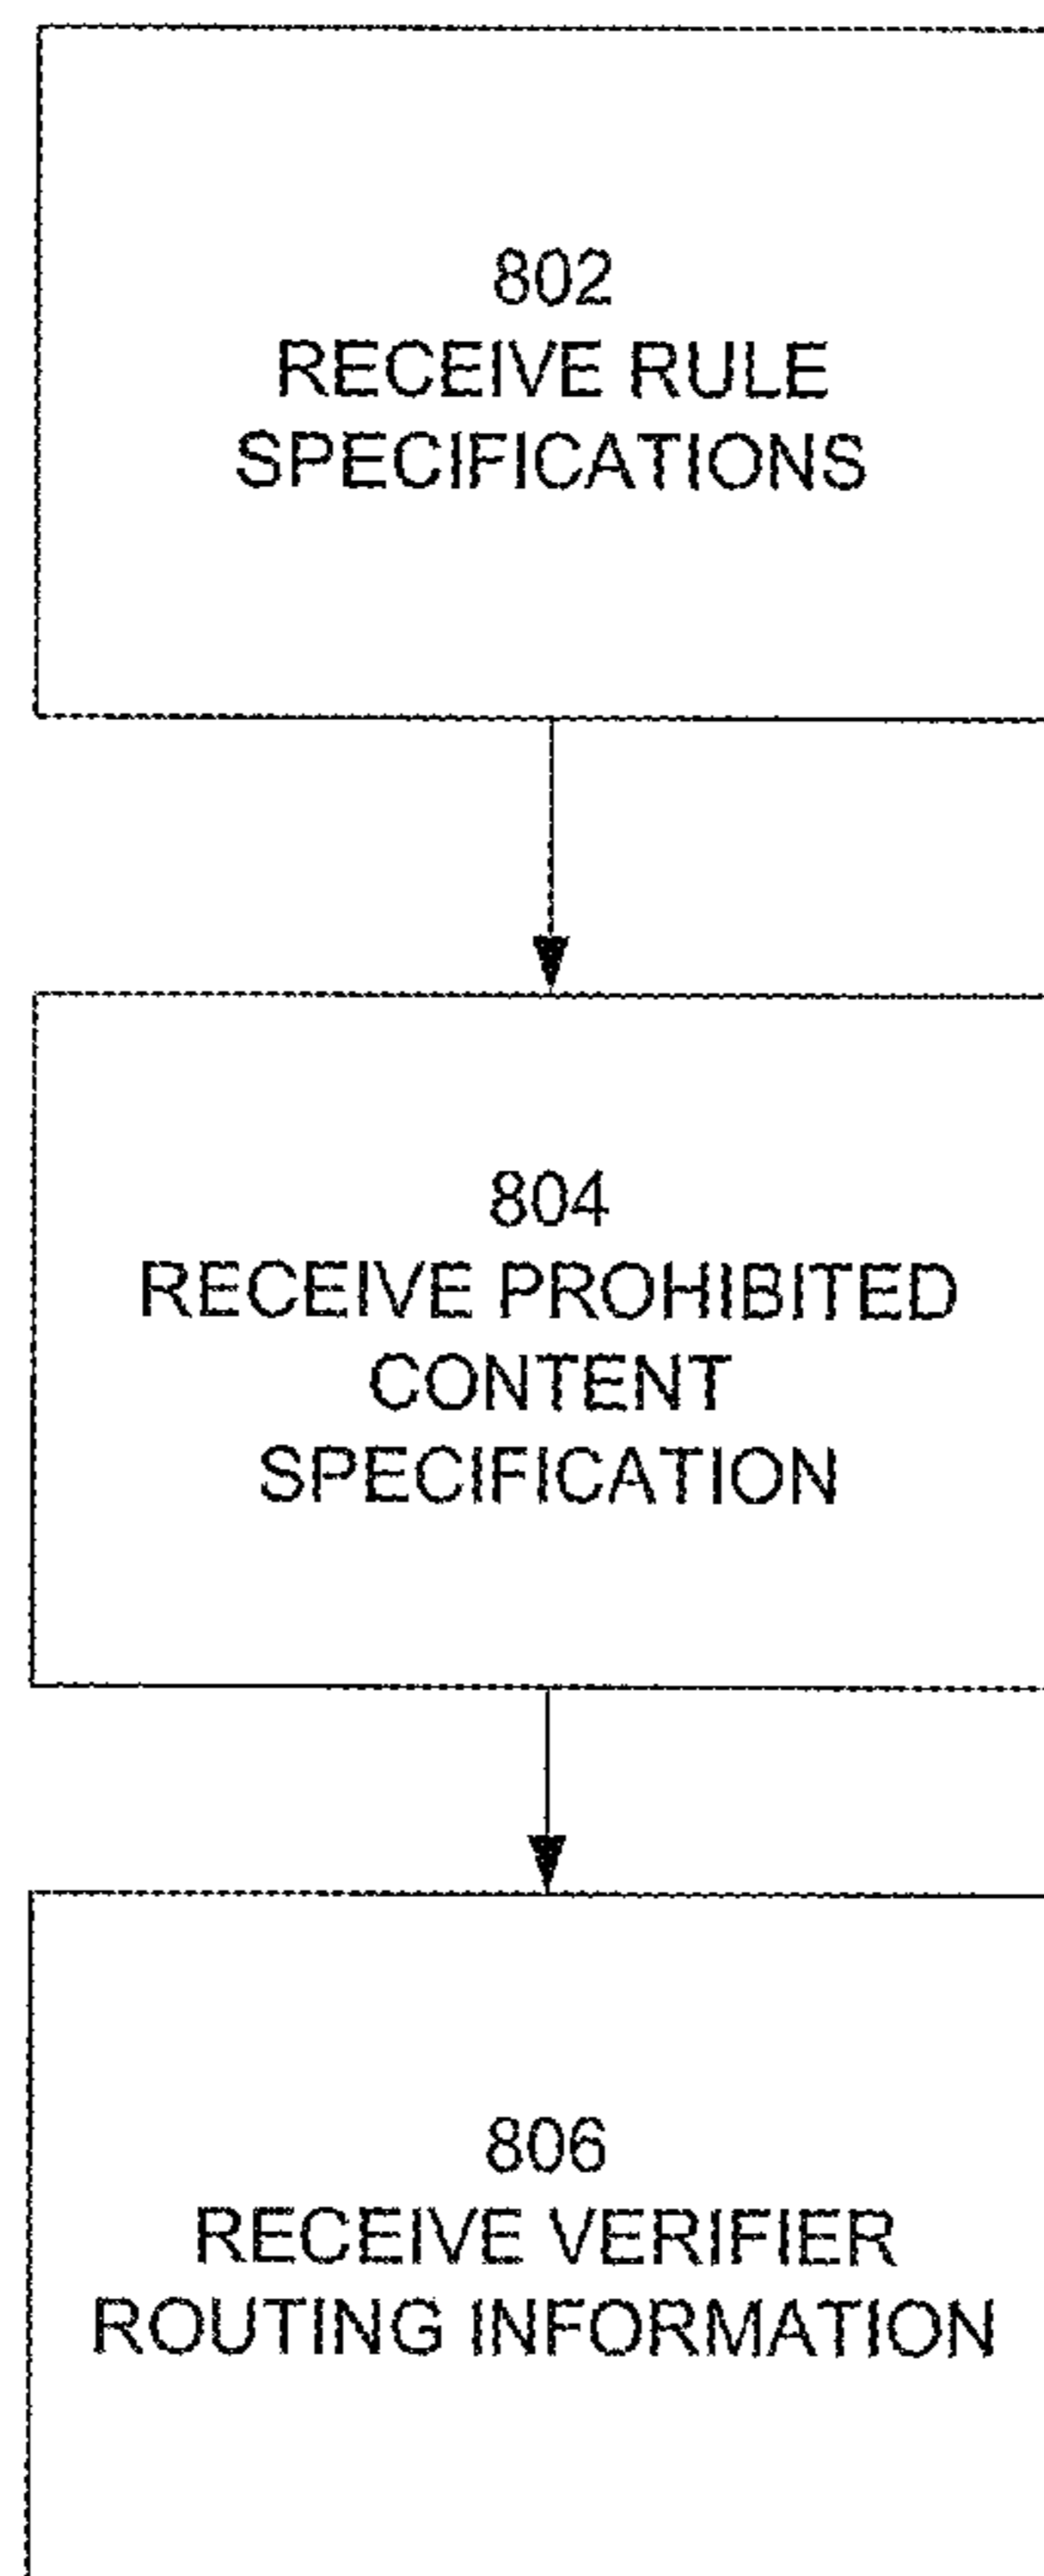 802
RECEIVE RULE
SPECIFICATIONS
804
RECEIVE PROHIBITED
CONTENT
SPECIFICATION
806
RECEIVE VERIFIER
ROUTING INFORMATION